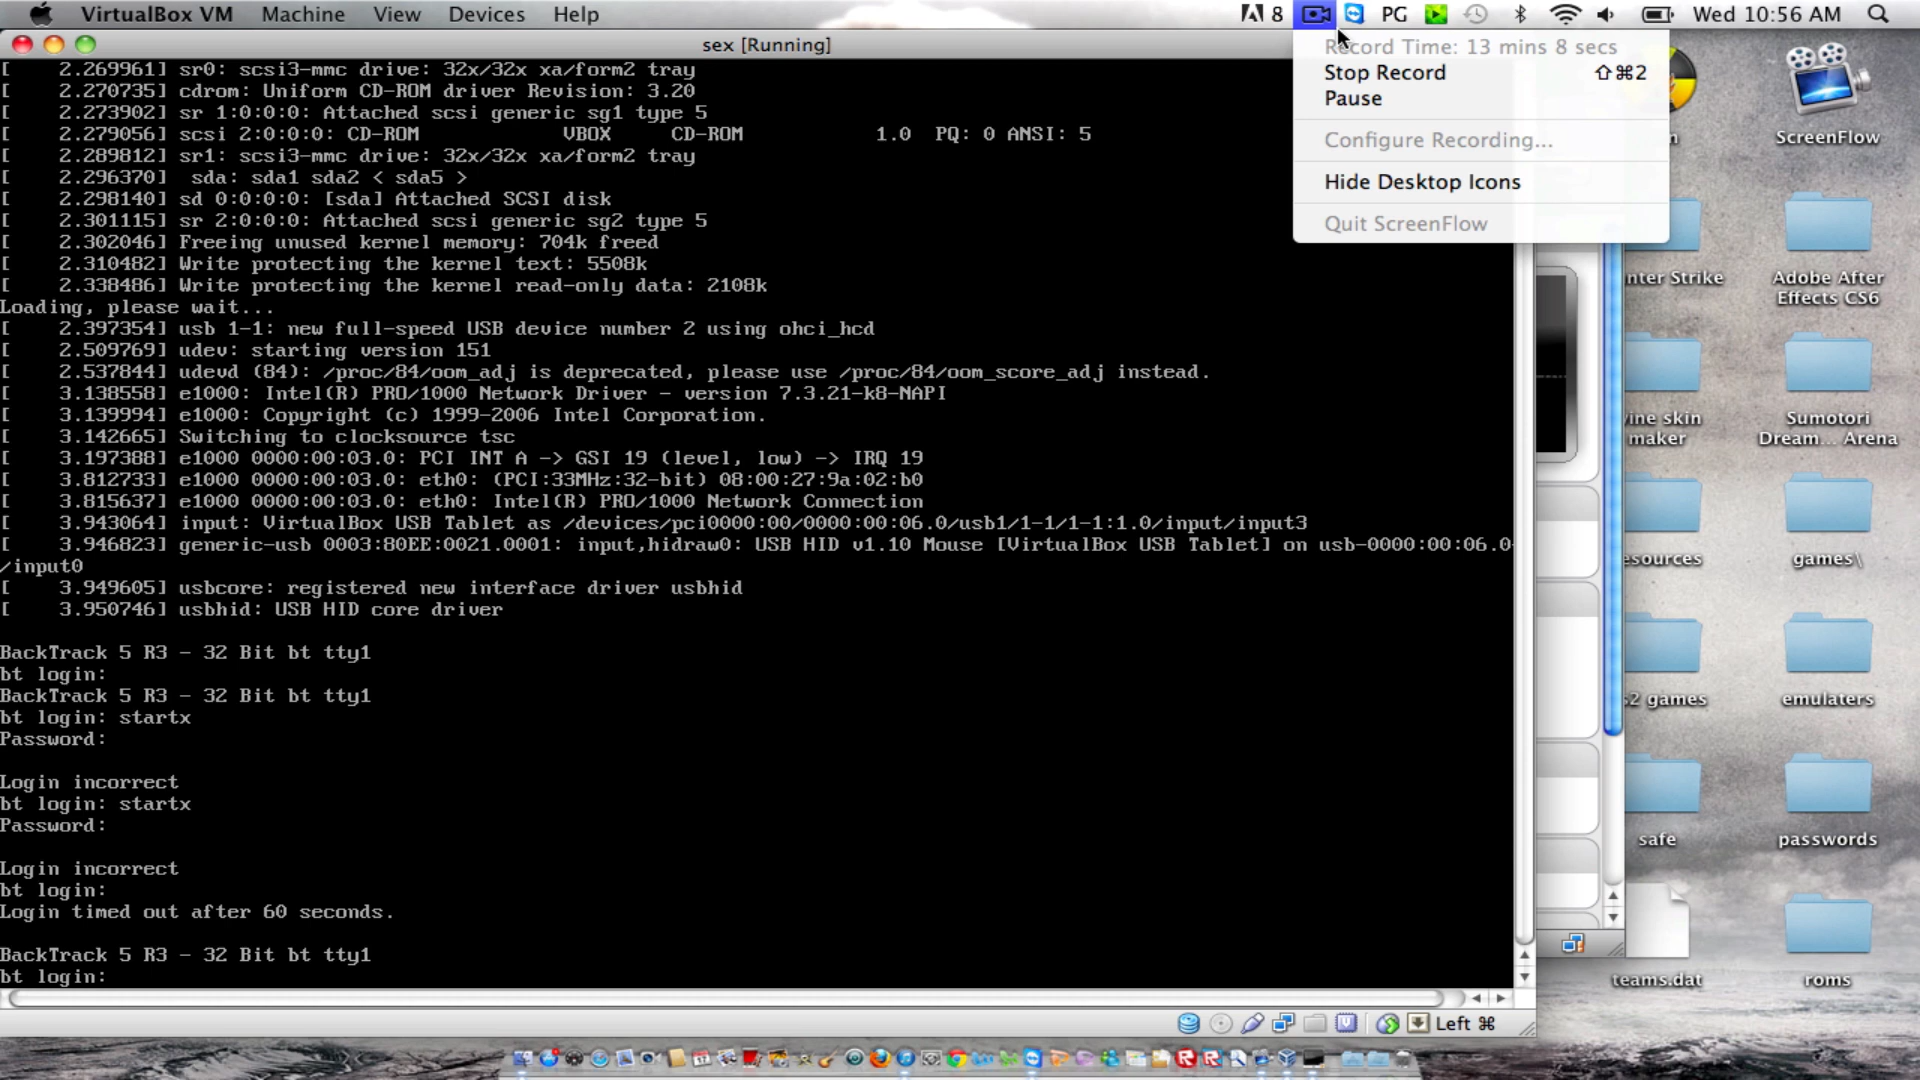 VirtualBox VM Machine View Devices Help
8 PG Wed 10:56 AM
sex [Running]
Record Time: 13 mins 8 secs
Stop Record ⇧⌘2
Pause
Configure Recording...
Hide Desktop Icons
Quit ScreenFlow
[    2.269961] sr0: scsi3-mmc drive: 32x/32x xa/form2 tray
[    2.270735] cdrom: Uniform CD-ROM driver Revision: 3.20
[    2.273902] sr 1:0:0:0: Attached scsi generic sg1 type 5
[    2.279056] scsi 2:0:0:0: CD-ROM            VBOX     CD-ROM           1.0  PQ: 0 ANSI: 5
[    2.289812] sr1: scsi3-mmc drive: 32x/32x xa/form2 tray
[    2.296370]  sda: sda1 sda2 < sda5 >
[    2.298140] sd 0:0:0:0: [sda] Attached SCSI disk
[    2.301115] sr 2:0:0:0: Attached scsi generic sg2 type 5
[    2.302046] Freeing unused kernel memory: 704k freed
[    2.310482] Write protecting the kernel text: 5508k
[    2.338486] Write protecting the kernel read-only data: 2108k
Loading, please wait...
[    2.397354] usb 1-1: new full-speed USB device number 2 using ohci_hcd
[    2.509769] udev: starting version 151
[    2.537844] udevd (84): /proc/84/oom_adj is deprecated, please use /proc/84/oom_score_adj instead.
[    3.138558] e1000: Intel(R) PRO/1000 Network Driver - version 7.3.21-k8-NAPI
[    3.139994] e1000: Copyright (c) 1999-2006 Intel Corporation.
[    3.142665] Switching to clocksource tsc
[    3.197388] e1000 0000:00:03.0: PCI INT A -> GSI 19 (level, low) -> IRQ 19
[    3.812733] e1000 0000:00:03.0: eth0: (PCI:33MHz:32-bit) 08:00:27:9a:02:b0
[    3.815637] e1000 0000:00:03.0: eth0: Intel(R) PRO/1000 Network Connection
[    3.943064] input: VirtualBox USB Tablet as /devices/pci0000:00/0000:00:06.0/usb1/1-1/1-1:1.0/input/input3
[    3.946823] generic-usb 0003:80EE:0021.0001: input,hidraw0: USB HID v1.10 Mouse [VirtualBox USB Tablet] on usb-0000:00:06.0-
/input0
[    3.949605] usbcore: registered new interface driver usbhid
[    3.950746] usbhid: USB HID core driver
BackTrack 5 R3 - 32 Bit bt tty1
bt login:
BackTrack 5 R3 - 32 Bit bt tty1
bt login: startx
Password:
Login incorrect
bt login: startx
Password:
Login incorrect
bt login:
Login timed out after 60 seconds.
BackTrack 5 R3 - 32 Bit bt tty1
bt login:
Left ⌘
n
ScreenFlow
nter Strike
Adobe After
Effects CS6
vine skin
maker
Sumotori
Dream... Arena
esources
games\
s2 games
emulaters
safe
passwords
teams.dat
roms